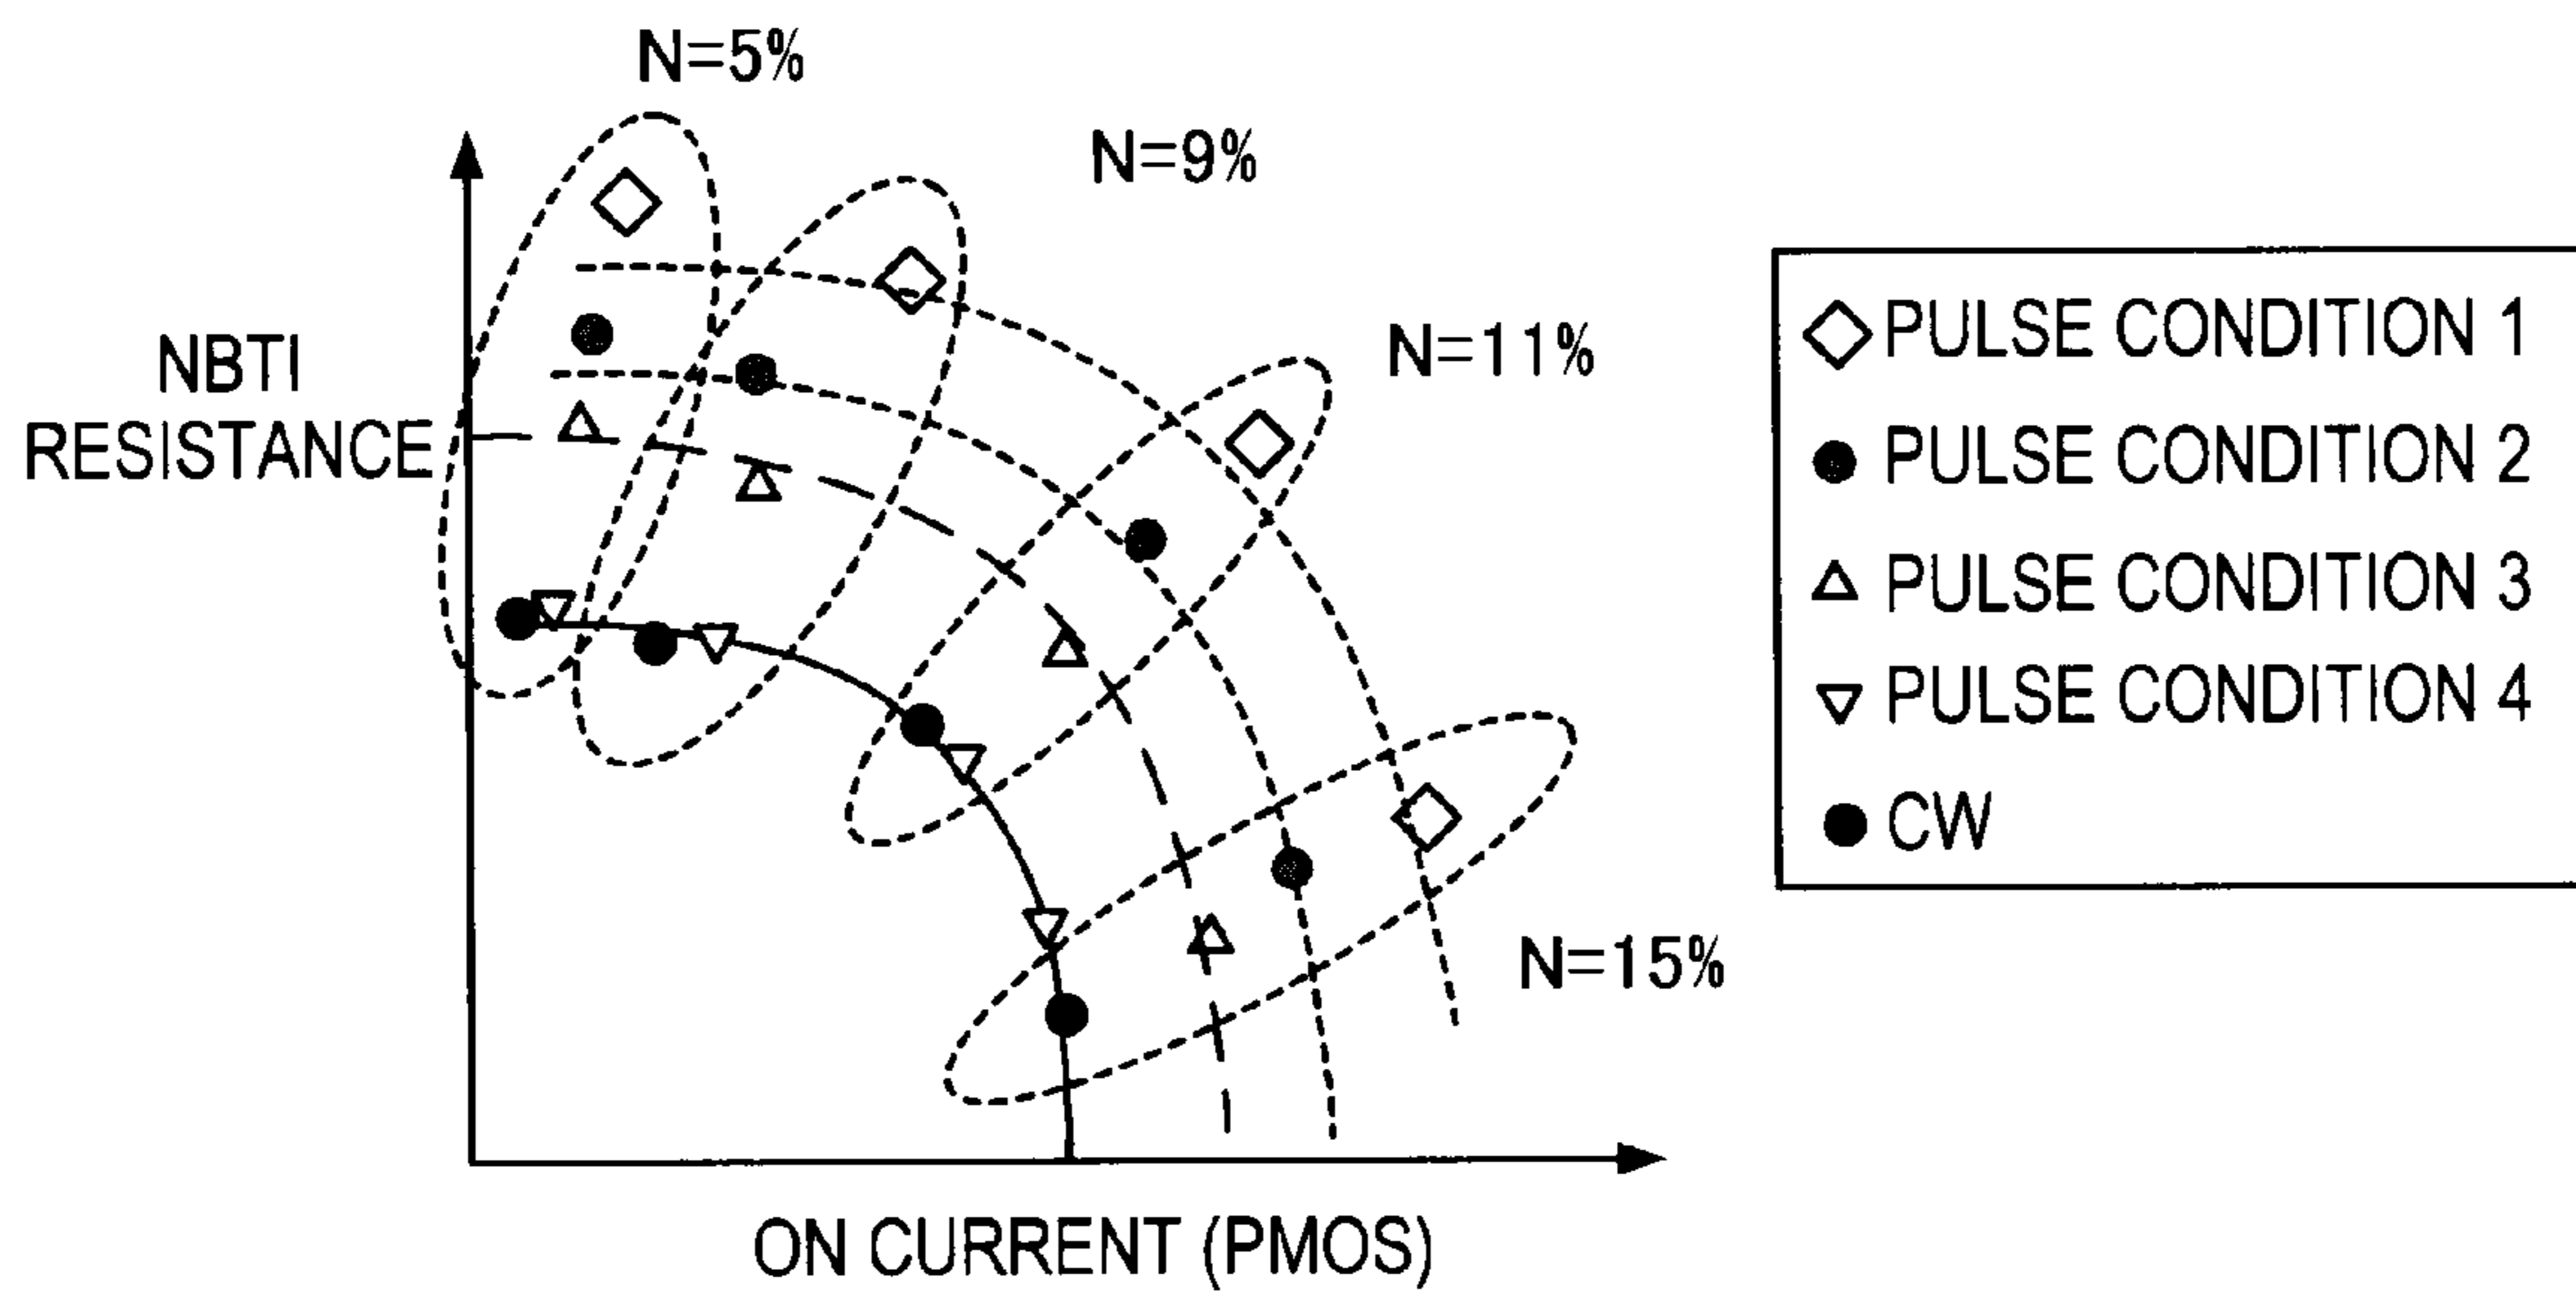 N=5%
N=9%
N=11%
N=15%
NBTI
RESISTANCE
ON CURRENT (PMOS)
PULSE CONDITION 1
PULSE CONDITION 2
PULSE CONDITION 3
PULSE CONDITION 4
CW